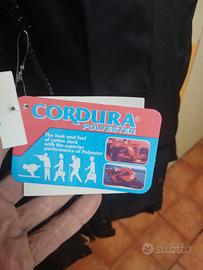 CORDURA®
POLYESTER
The look and feel
of cotton duck
with the superior
performance of Polyester
subito